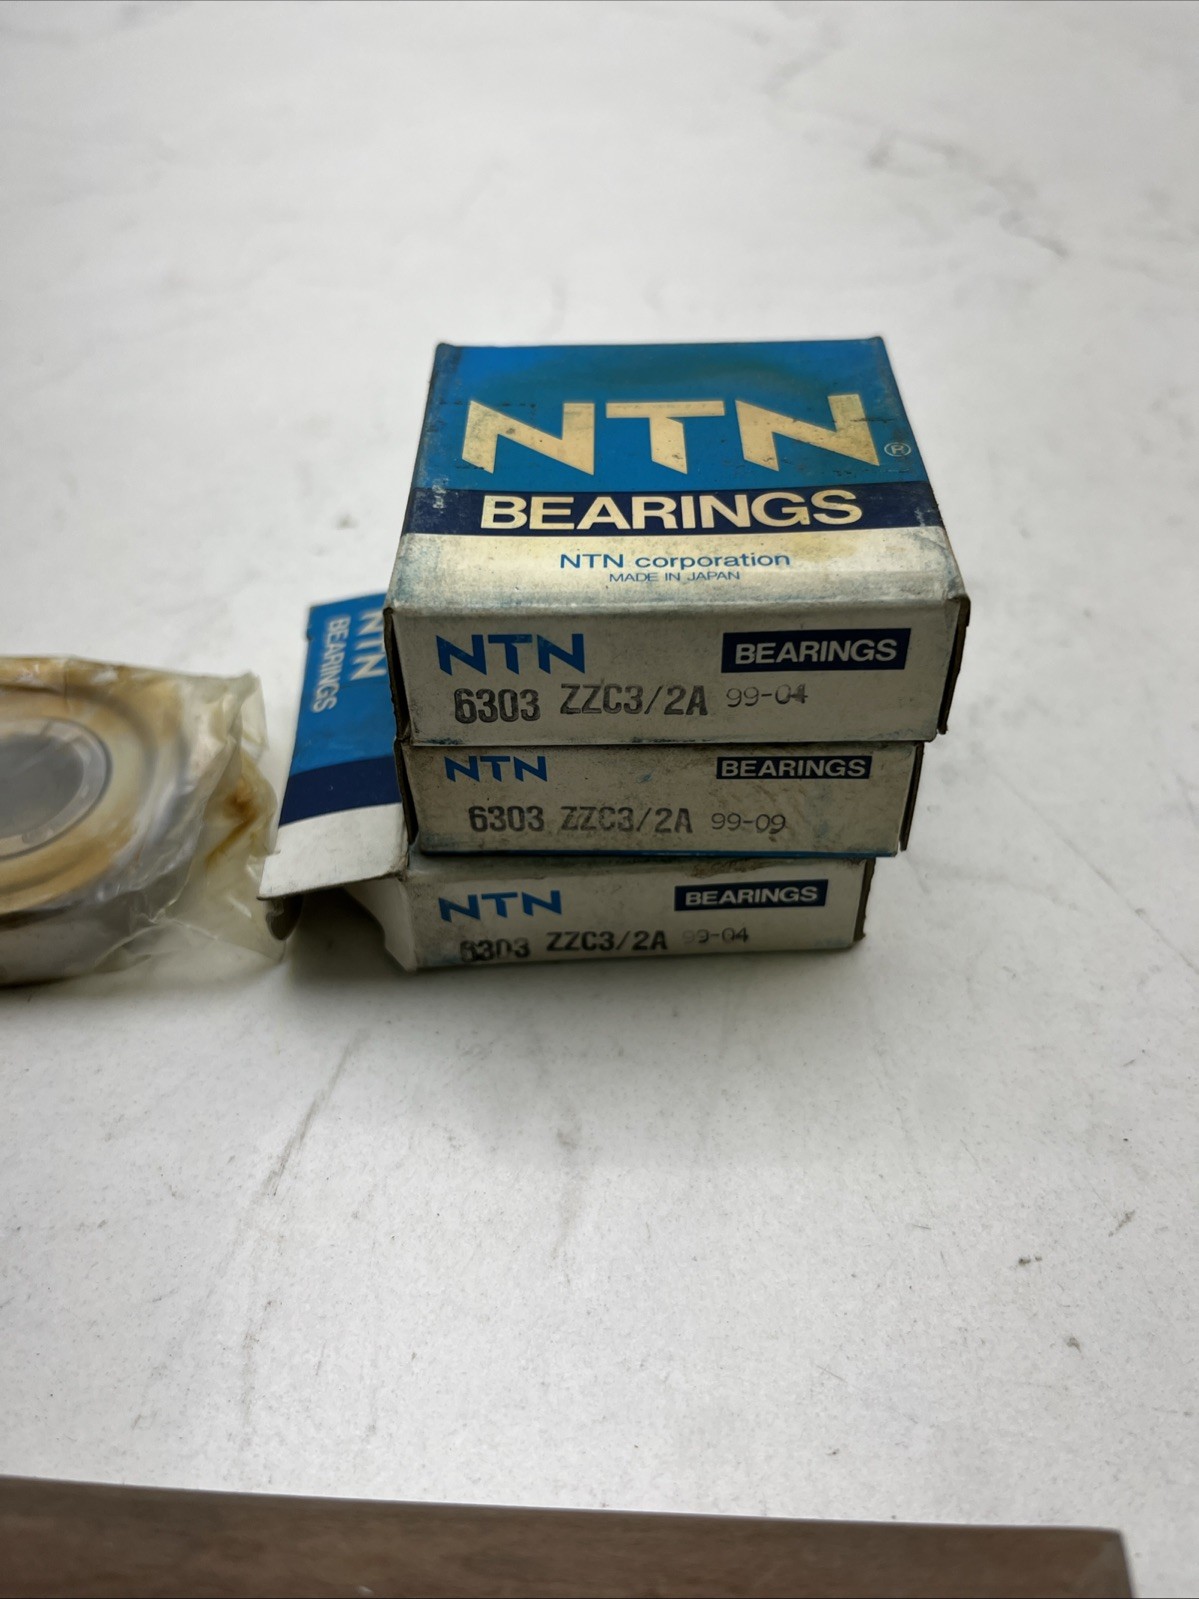 NTN®
BEARINGS
NTN corporation
MADE IN JAPAN
NTN BEARINGS
6303 ZZC3/2A 99-04
NTN BEARINGS
6303 ZZC3/2A 99-09
NTN BEARINGS
6303 ZZC3/2A 99-04
NTN
BEARINGS